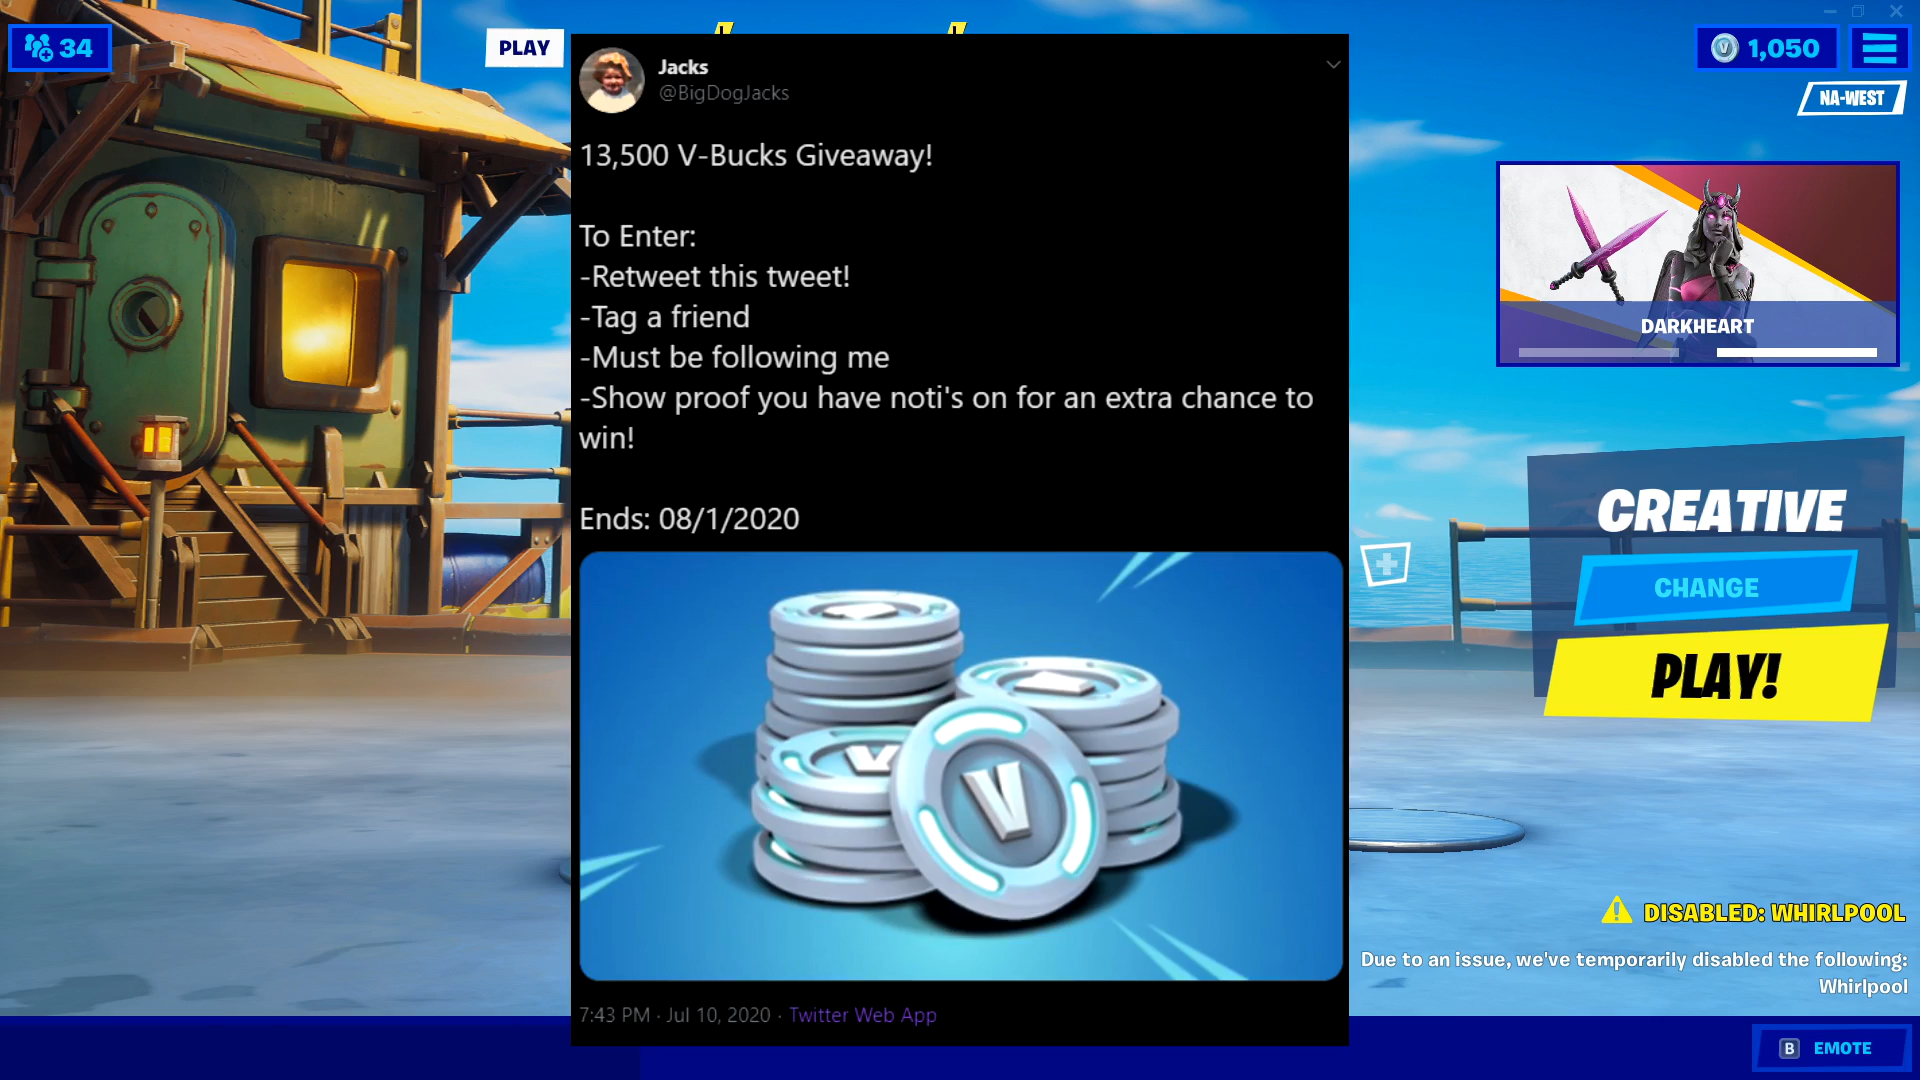 34
PLAY
1,050
NA-WEST
Jacks
@BigDogJacks
13,500 V-Bucks Giveaway!
To Enter:
-Retweet this tweet!
-Tag a friend
-Must be following me
-Show proof you have noti's on for an extra chance to
win!
Ends: 08/1/2020
V
V
7:43 PM · Jul 10, 2020 · Twitter Web App
DARKHEART
CREATIVE
CHANGE
PLAY!
DISABLED: WHIRLPOOL
Due to an issue, we've temporarily disabled the following:
Whirlpool
B EMOTE